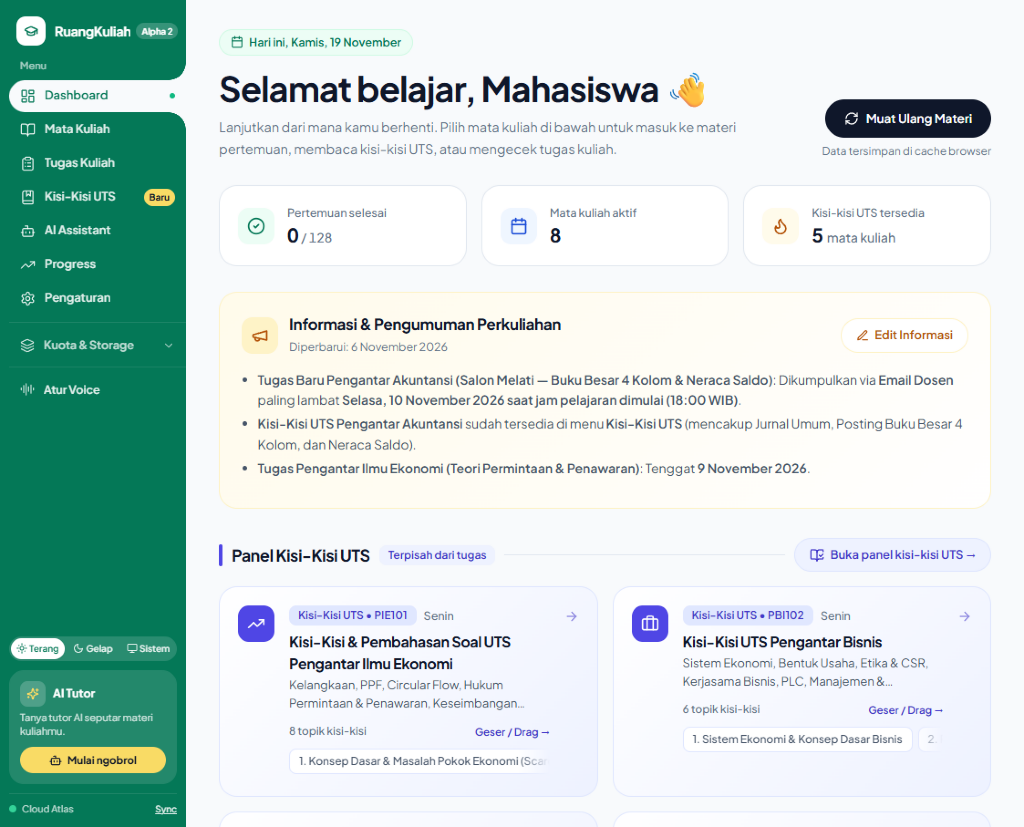 RuangKuliah Alpha 2
Menu
Dashboard
Mata Kuliah
Tugas Kuliah
Kisi-Kisi UTS Baru
AI Assistant
Progress
Pengaturan
Kuota & Storage
Atur Voice
Terang Gelap Sistem
AI Tutor
Tanya tutor AI seputar materi
kuliahmu.
Mulai ngobrol
Cloud Atlas Sync
Hari ini, Kamis, 19 November
Selamat belajar, Mahasiswa 👋
Lanjutkan dari mana kamu berhenti. Pilih mata kuliah di bawah untuk masuk ke materi
pertemuan, membaca kisi-kisi UTS, atau mengecek tugas kuliah.
Muat Ulang Materi
Data tersimpan di cache browser
Pertemuan selesai
0 / 128
Mata kuliah aktif
8
Kisi-kisi UTS tersedia
5 mata kuliah
Informasi & Pengumuman Perkuliahan
Diperbarui: 6 November 2026
Edit Informasi
• Tugas Baru Pengantar Akuntansi (Salon Melati — Buku Besar 4 Kolom & Neraca Saldo): Dikumpulkan via Email Dosen
paling lambat Selasa, 10 November 2026 saat jam pelajaran dimulai (18:00 WIB).
• Kisi-Kisi UTS Pengantar Akuntansi sudah tersedia di menu Kisi-Kisi UTS (mencakup Jurnal Umum, Posting Buku Besar 4
Kolom, dan Neraca Saldo).
• Tugas Pengantar Ilmu Ekonomi (Teori Permintaan & Penawaran): Tenggat 9 November 2026.
Panel Kisi-Kisi UTS Terpisah dari tugas
Buka panel kisi-kisi UTS →
Kisi-Kisi UTS • PIE101 Senin →
Kisi-Kisi & Pembahasan Soal UTS
Pengantar Ilmu Ekonomi
Kelangkaan, PPF, Circular Flow, Hukum
Permintaan & Penawaran, Keseimbangan...
8 topik kisi-kisi Geser / Drag →
1. Konsep Dasar & Masalah Pokok Ekonomi
Kisi-Kisi UTS • PBI102 Senin →
Kisi-Kisi UTS Pengantar Bisnis
Sistem Ekonomi, Bentuk Usaha, Etika & CSR,
Kerjasama Bisnis, PLC, Manajemen &...
6 topik kisi-kisi Geser / Drag →
1. Sistem Ekonomi & Konsep Dasar Bisnis 2.